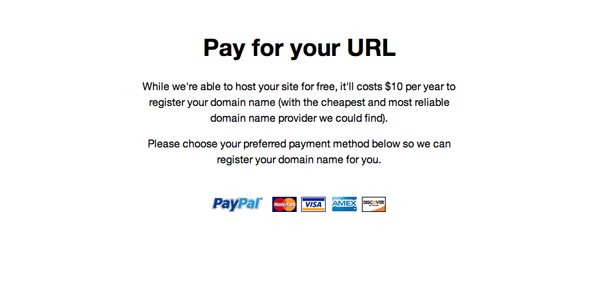 Pay for your URL
While we're able to host your site for free, it'll costs $10 per year to
register your domain name (with the cheapest and most reliable
domain name provider we could find).
Please choose your preferred payment method below so we can
register your domain name for you.
PayPal MasterCard VISA AMEX DISCOVER